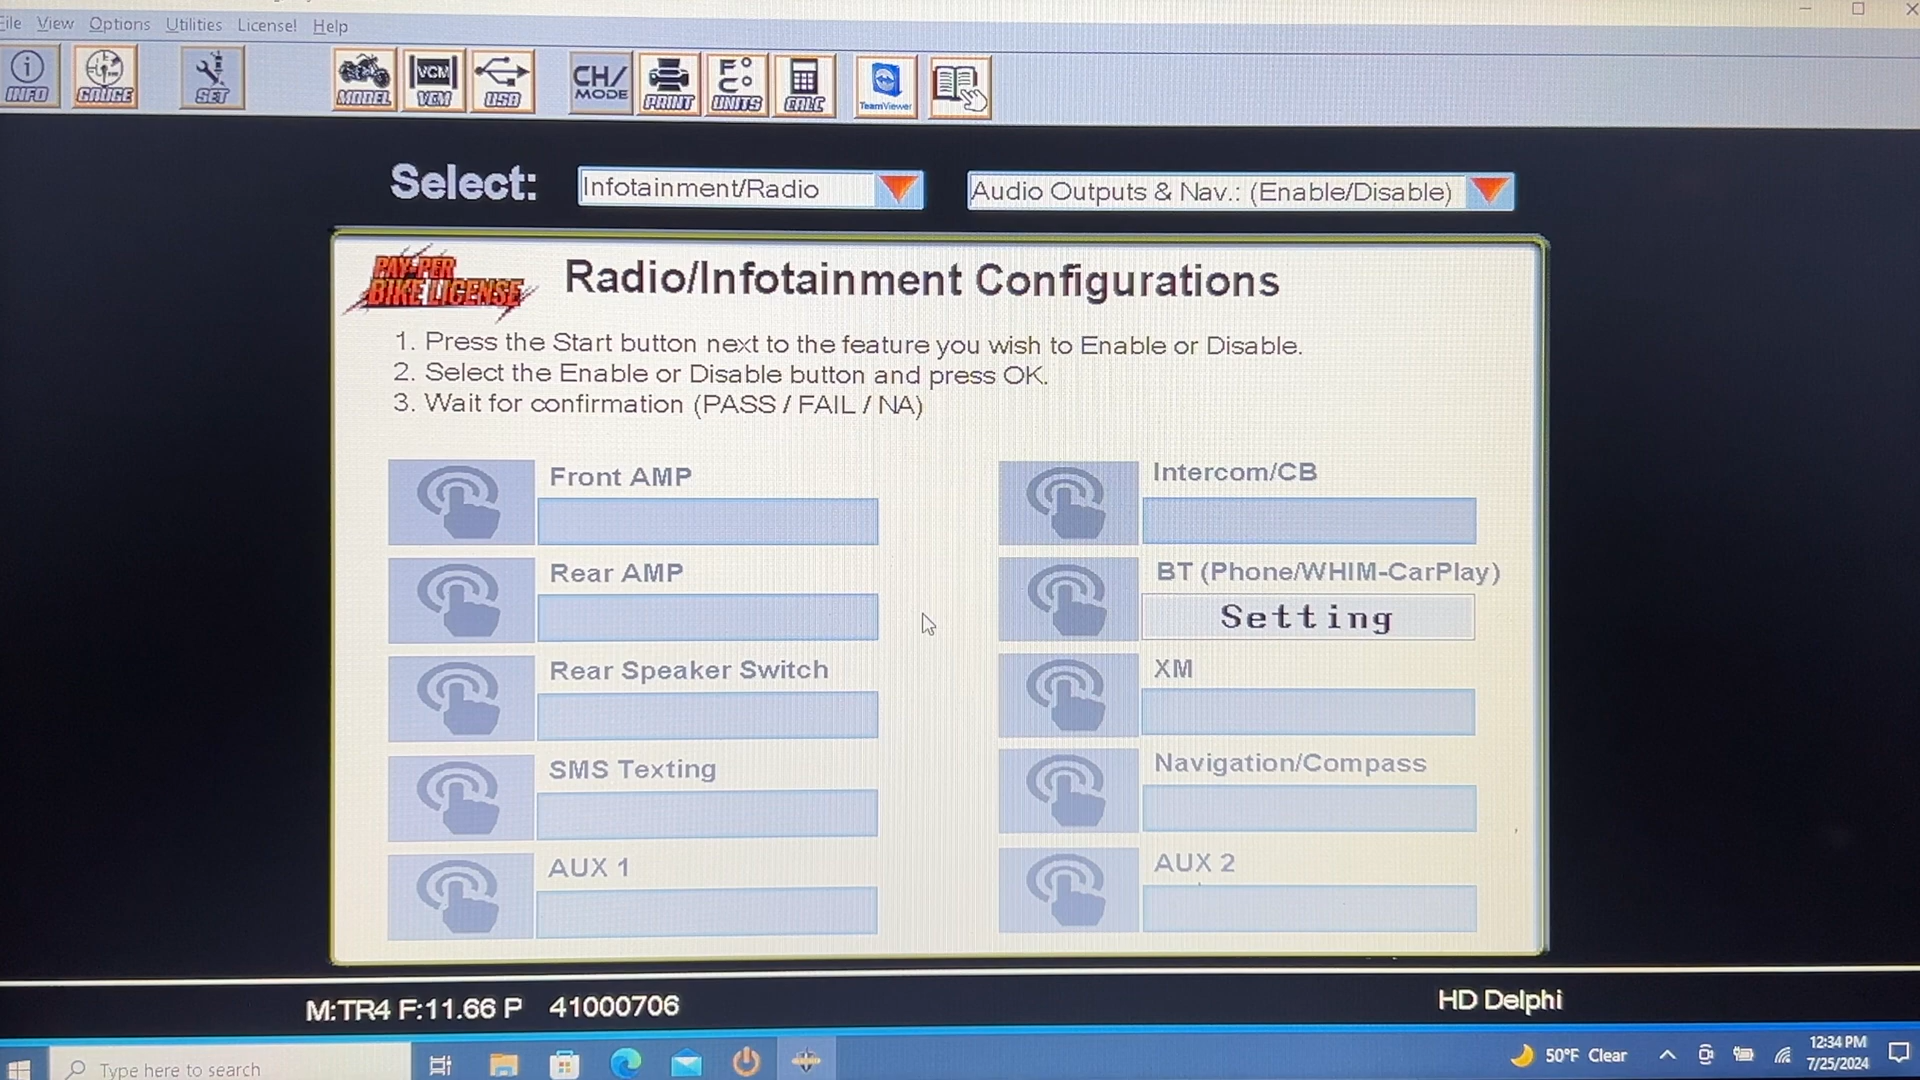 File View Options Utilities License! Help
INFO GAUGE SET MODEL VCM VCM USB CH/ MODE PRINT F° C° UNITS CALC TeamViewer
Select: Infotainment/Radio Audio Outputs & Nav.: (Enable/Disable)
PAY-PER BIKE LICENSE
Radio/Infotainment Configurations
1. Press the Start button next to the feature you wish to Enable or Disable.
2. Select the Enable or Disable button and press OK.
3. Wait for confirmation (PASS / FAIL / NA)
Front AMP
Intercom/CB
Rear AMP
BT (Phone/WHIM-CarPlay)
Setting
Rear Speaker Switch
XM
SMS Texting
Navigation/Compass
AUX 1
AUX 2
M:TR4 F:11.66 P 41000706 HD Delphi
Type here to search
50°F Clear
12:34 PM
7/25/2024